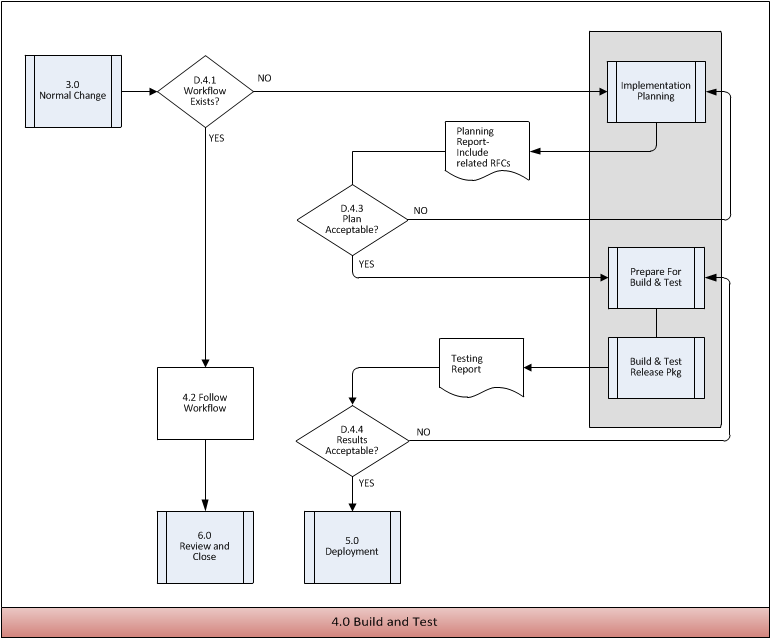 3.0
Normal Change
D.4.1
Workflow
Exists?
NO
YES
Implementation
Planning
Planning
Report-
Include
related RFCs
D.4.3
Plan
Acceptable?
NO
YES
Prepare For
Build & Test
Build & Test
Release Pkg
Testing
Report
4.2 Follow
Workflow
D.4.4
Results
Acceptable?
NO
YES
6.0
Review and
Close
5.0
Deployment
4.0 Build and Test